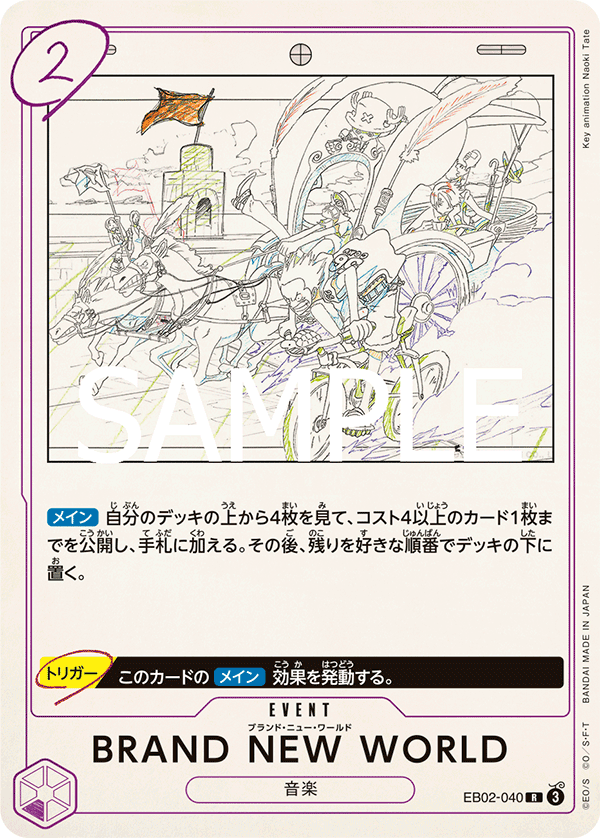 2
Key animation Naoki Tate
SAMPLE
メイン 自分のデッキの上から4枚を見て、コスト4以上のカード1枚ま
でを公開し、手札に加える。その後、残りを好きな順番でデッキの下に
置く。
トリガー このカードの メイン 効果を発動する。
EVENT
ブランド・ニュー・ワールド
BRAND NEW WORLD
音楽
EB02-040 R 3
©EO/S ©O/S・F・T BANDAI MADE IN JAPAN